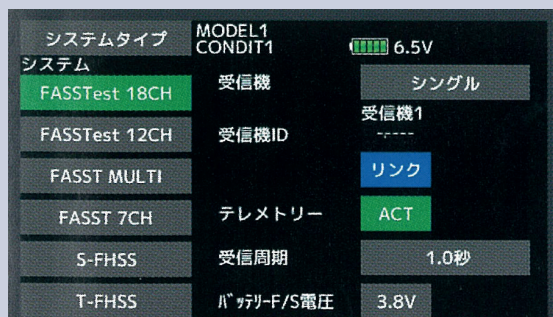 システムタイプ
MODEL1
CONDIT1
6.5V
システム
FASSTest 18CH
受信機
シングル
受信機1
FASSTest 12CH
受信機ID
-----
FASST MULTI
リンク
FASST 7CH
テレメトリー
ACT
S-FHSS
受信周期
1.0秒
T-FHSS
バッテリーF/S電圧
3.8V